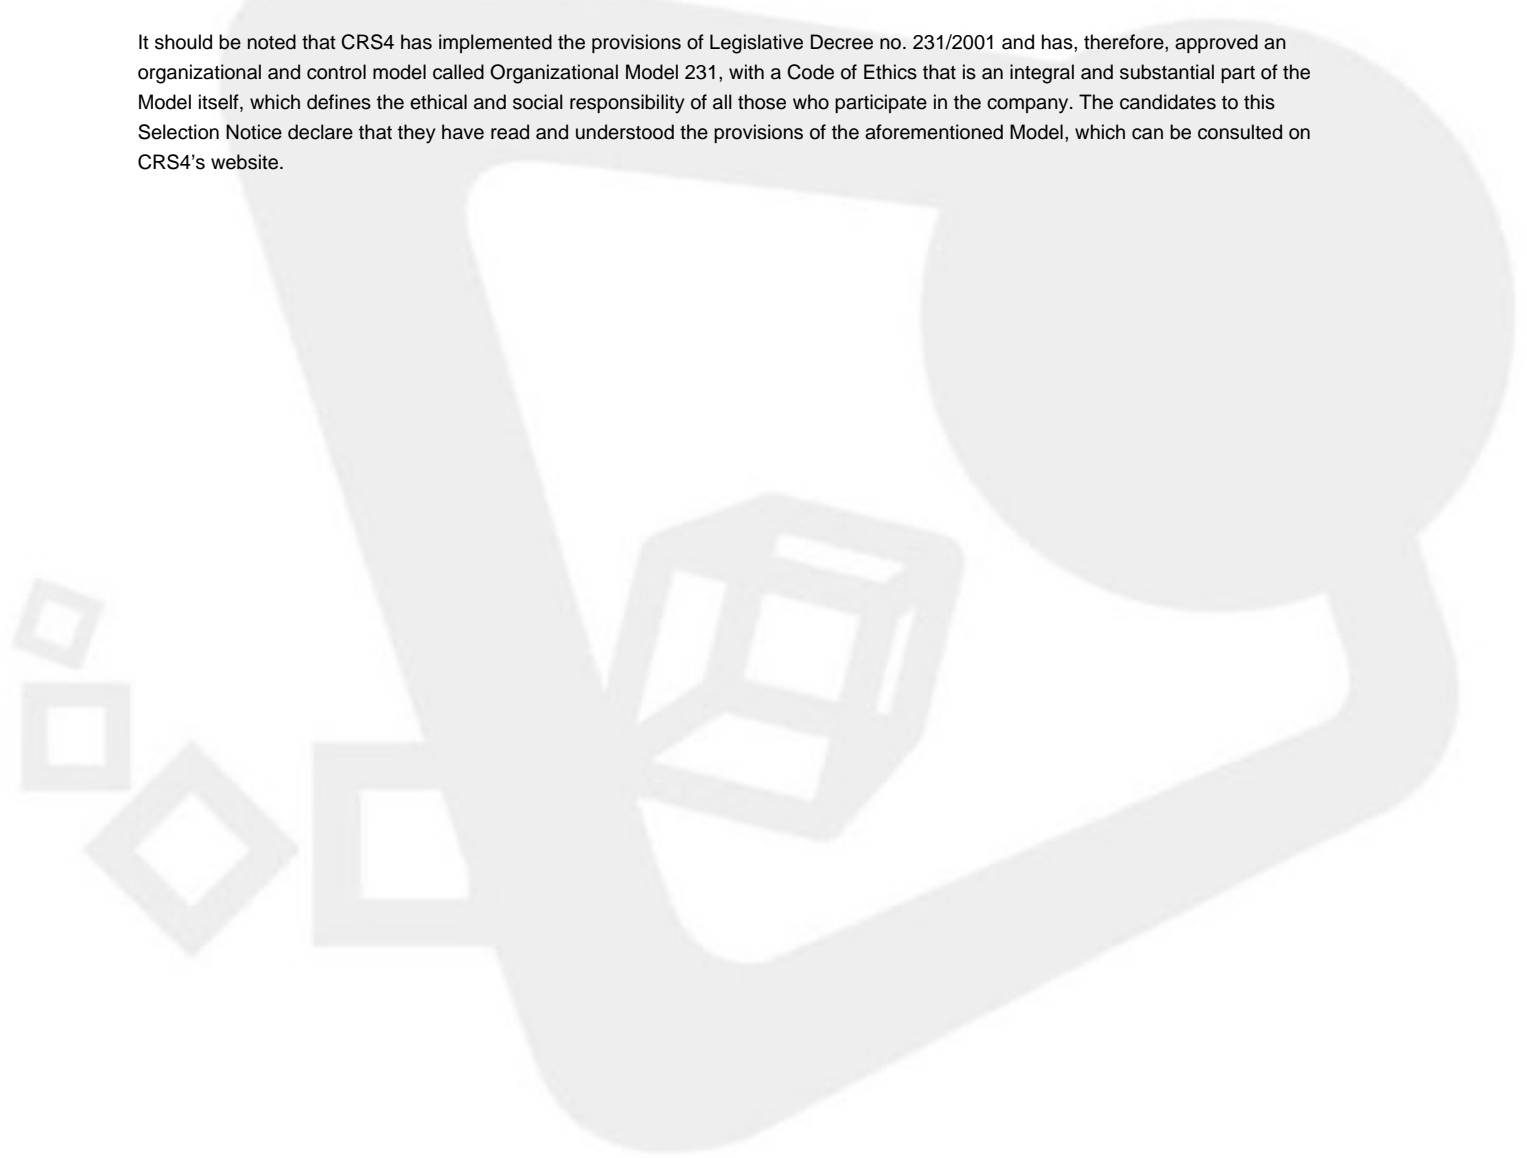 It should be noted that CRS4 has implemented the provisions of Legislative Decree no. 231/2001 and has, therefore, approved an
organizational and control model called Organizational Model 231, with a Code of Ethics that is an integral and substantial part of the
Model itself, which defines the ethical and social responsibility of all those who participate in the company. The candidates to this
Selection Notice declare that they have read and understood the provisions of the aforementioned Model, which can be consulted on
CRS4’s website.